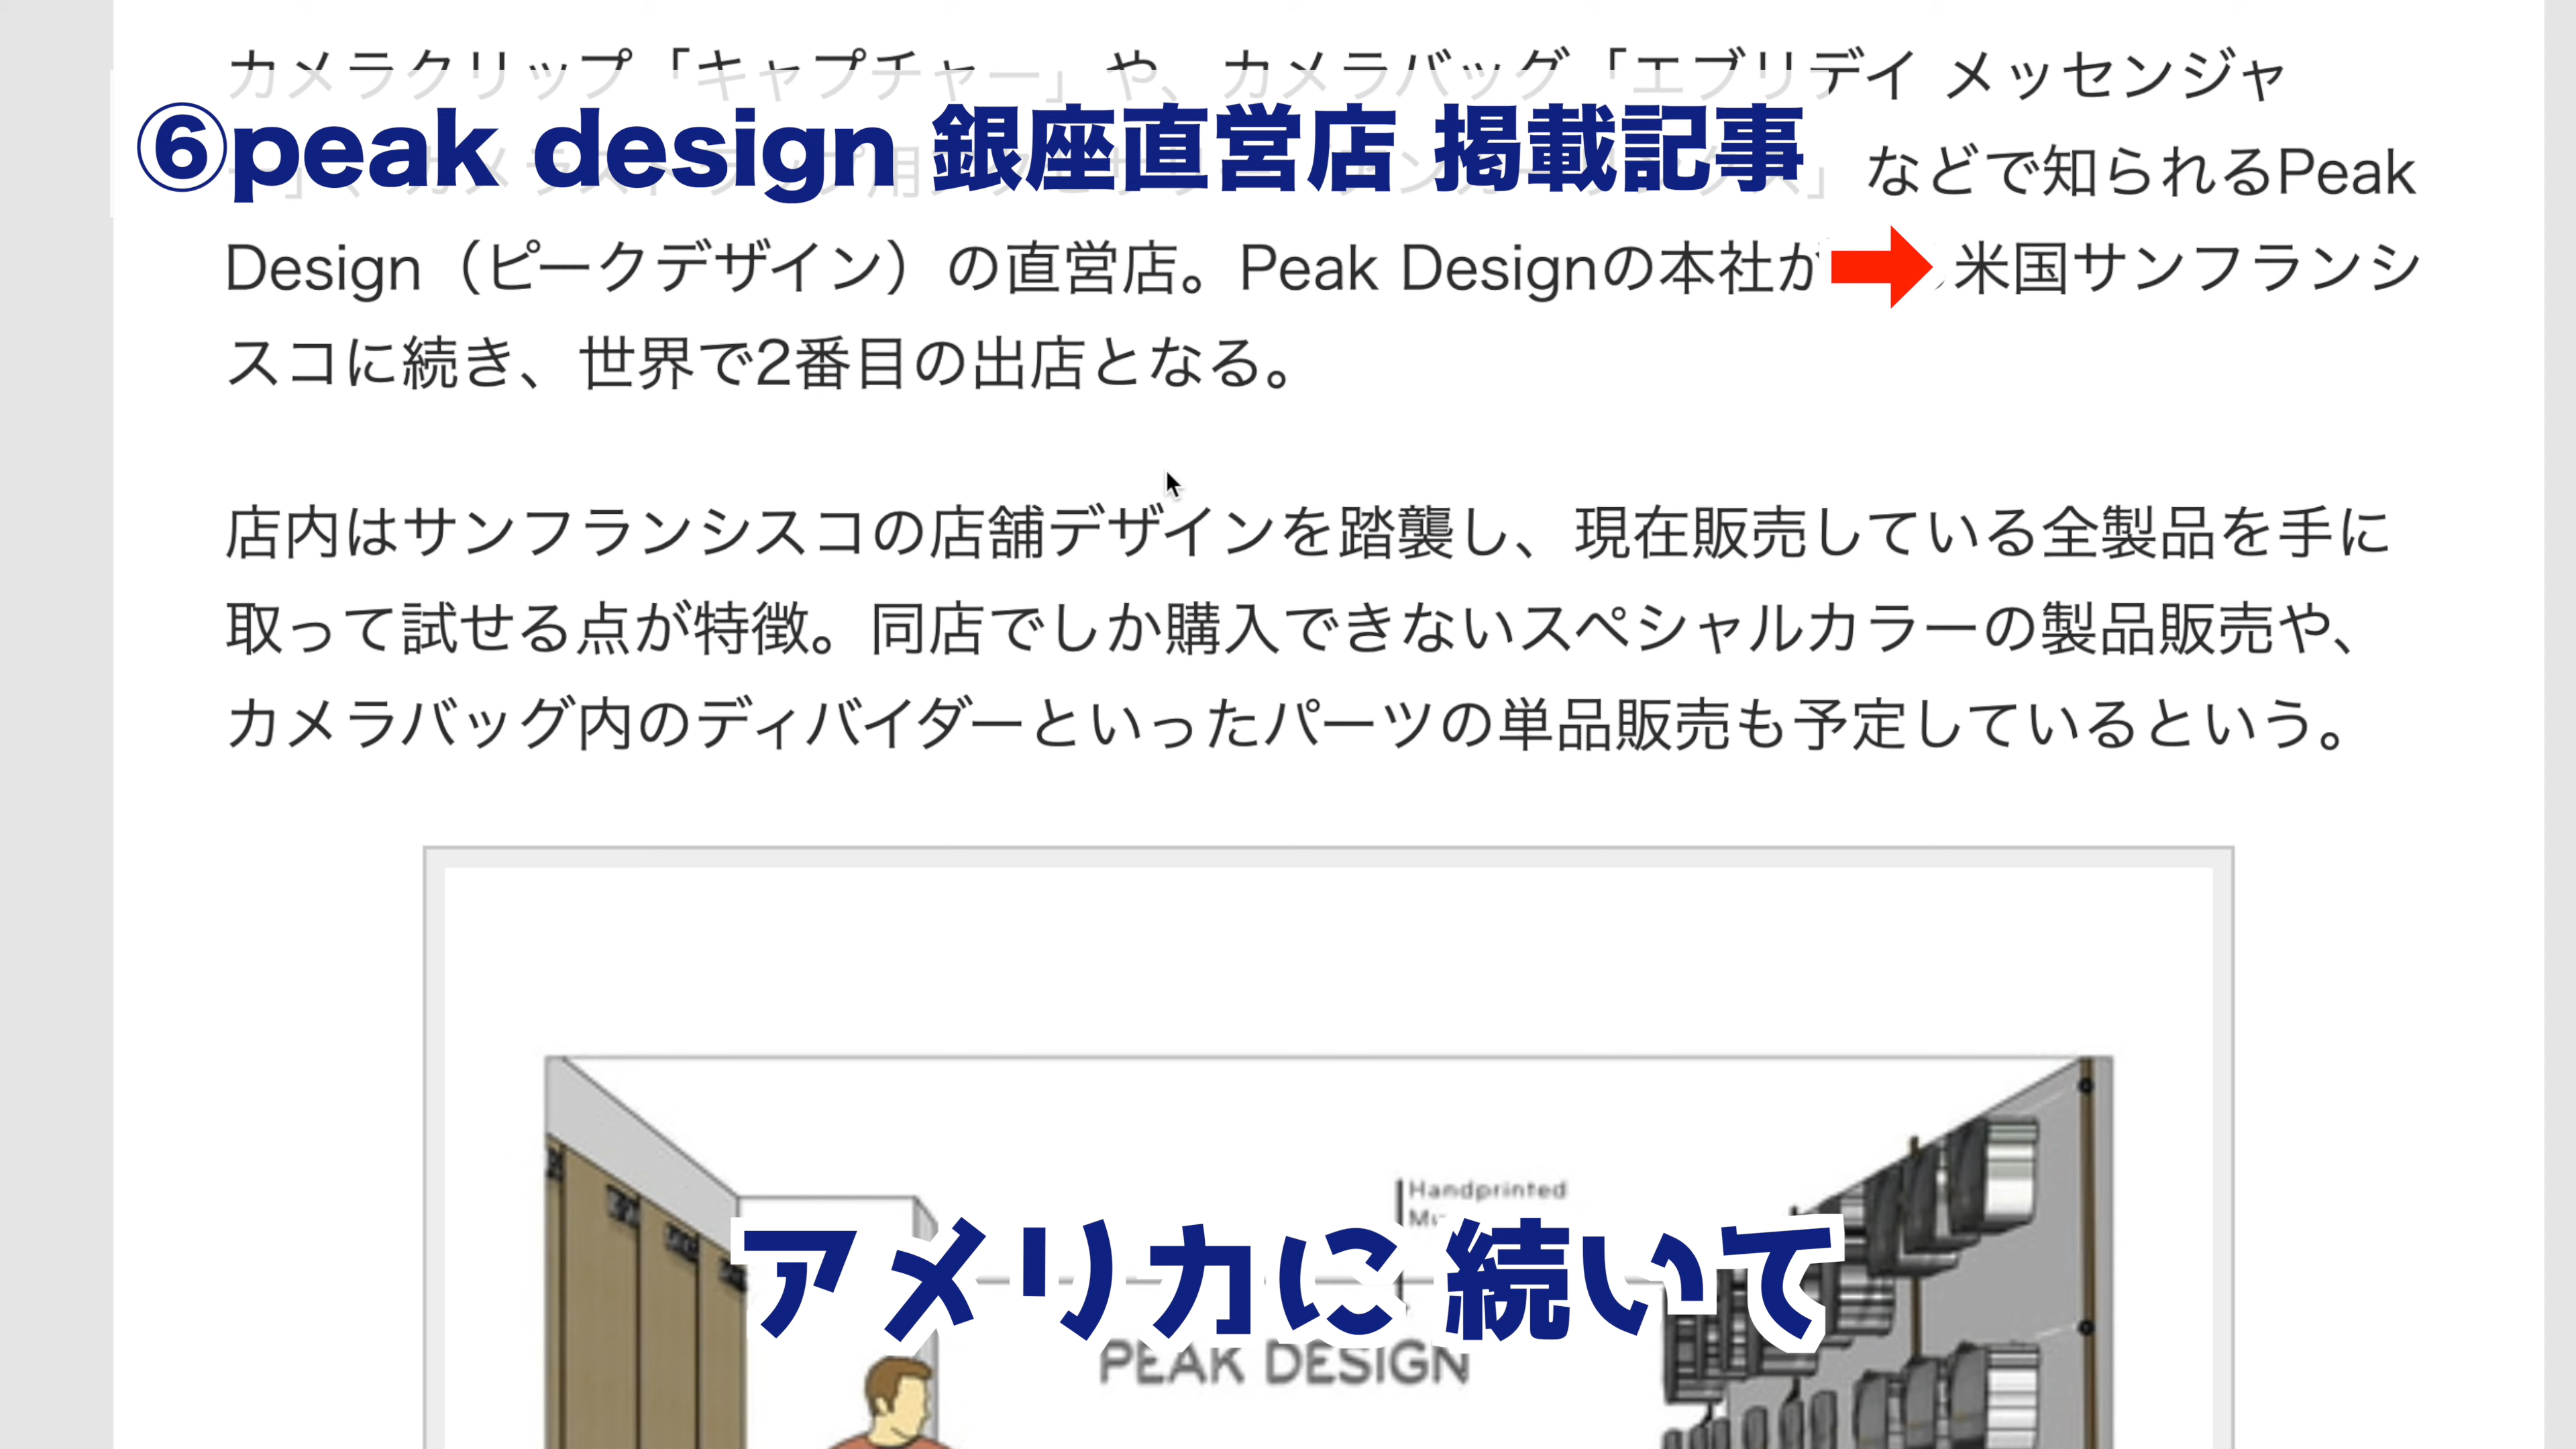 カメラクリップ「キャプチャー」や、カメラバッグ「エブリデイ メッセンジャ
⑥peak design 銀座直営店 掲載記事
などで知られるPeak
Design（ピークデザイン）の直営店。Peak Designの本社が 米国サンフランシ
スコに続き、世界で2番目の出店となる。
店内はサンフランシスコの店舗デザインを踏襲し、現在販売している全製品を手に
取って試せる点が特徴。同店でしか購入できないスペシャルカラーの製品販売や、
カメラバッグ内のディバイダーといったパーツの単品販売も予定しているという。
Handprinted
アメリカに 続いて
PEAK DESIGN